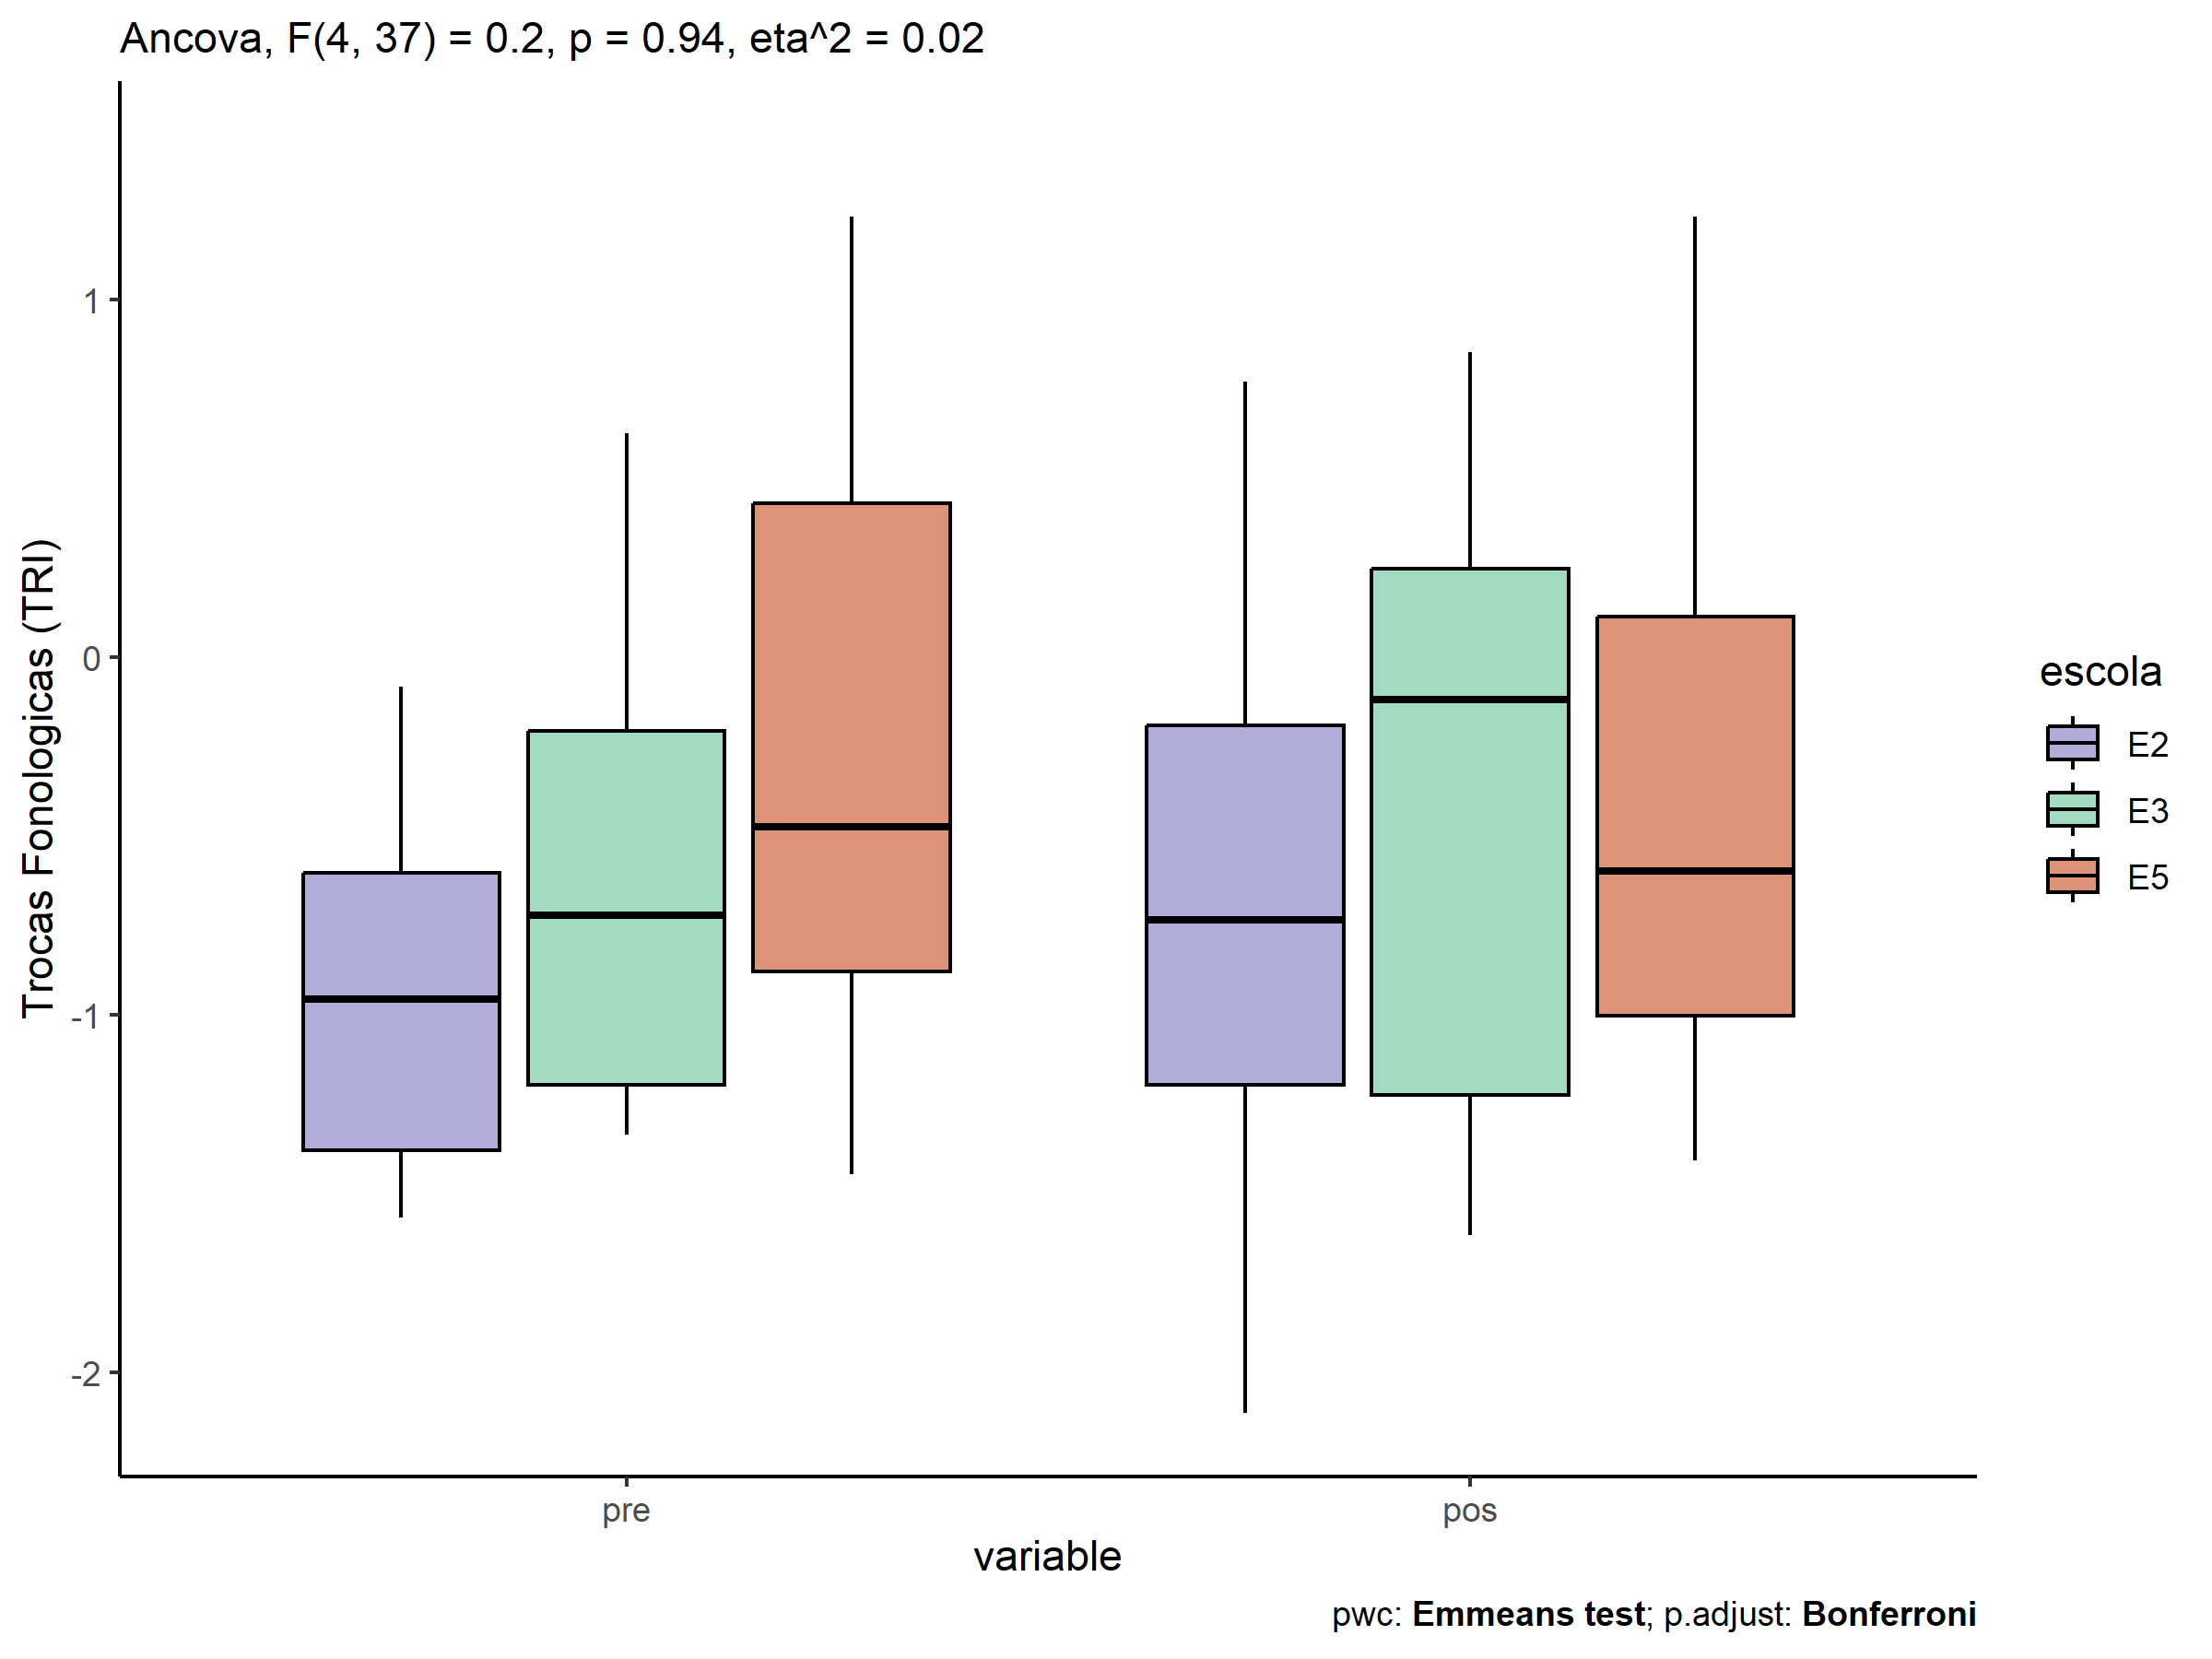 Ancova, F(4, 37) = 0.2, p = 0.94, eta^2 = 0.02
Trocas Fonologicas (TRI)
1
0
-1
-2
pre
pos
variable
escola
E2
E3
E5
pwc: Emmeans test; p.adjust: Bonferroni